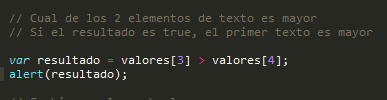 // Cual de los 2 elementos de texto es mayor
// Si el resultado es true, el primer texto es mayor
var resultado = valores[3] > valores[4];
alert(resultado);